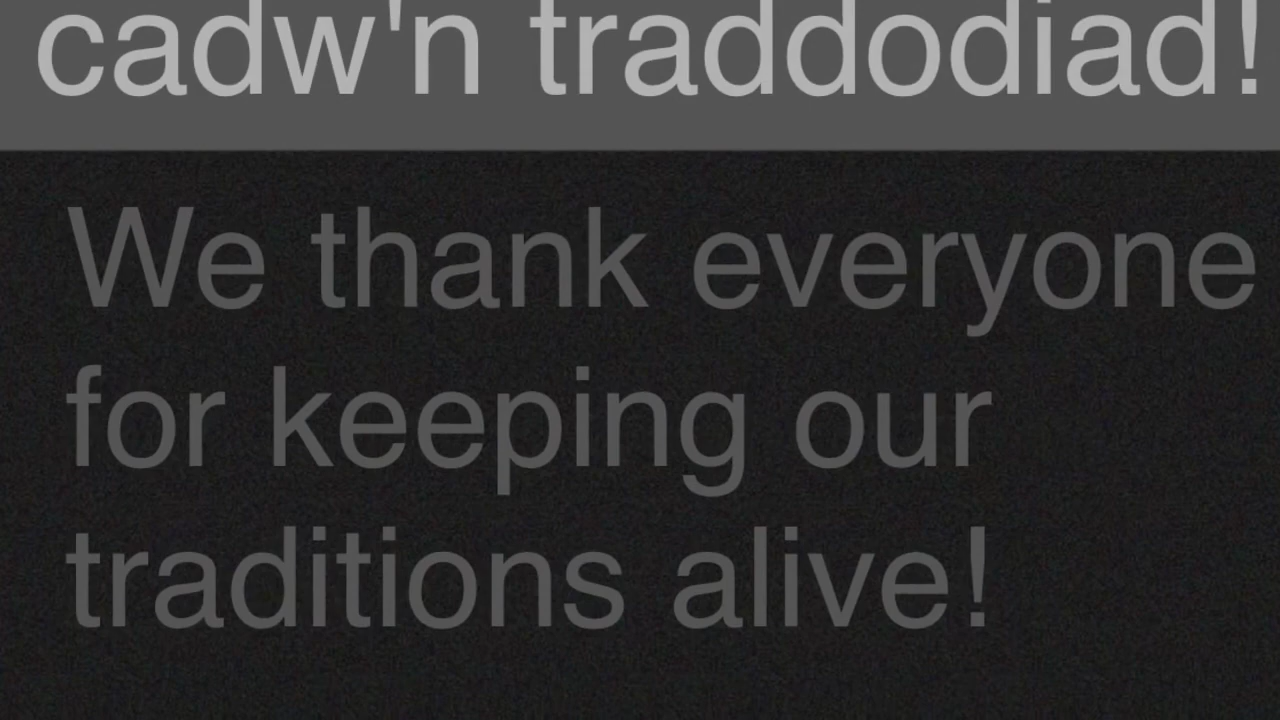 cadw'n traddodiad!
We thank everyone
for keeping our
traditions alive!